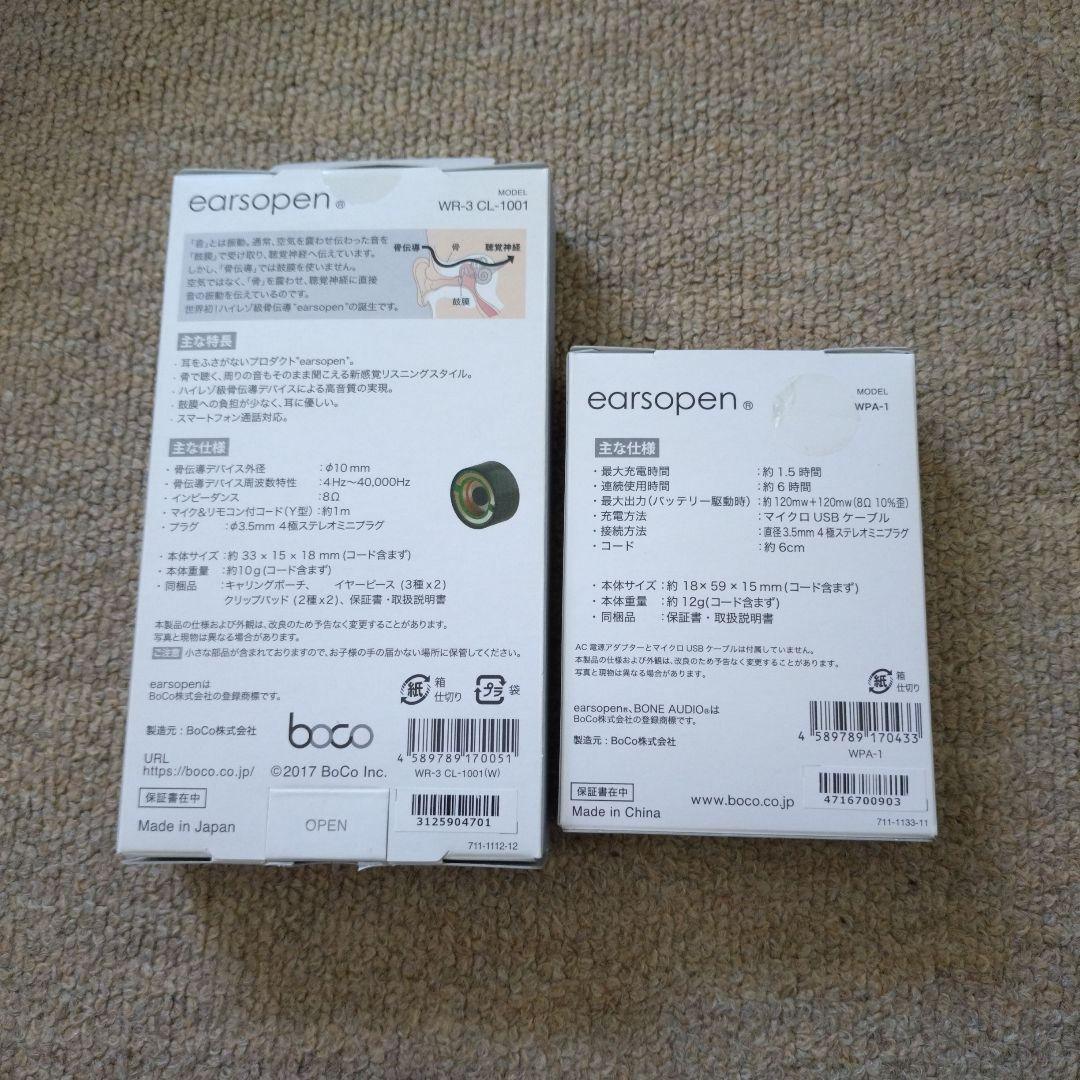 earsopen®
MODEL
WR-3 CL-1001
「音」とは振動。通常、空気を震わせ伝わった音を
「鼓膜」で受け取り、聴覚神経へ伝えています。
しかし、「骨伝導」では鼓膜を使いません。
空気ではなく、「骨」を震わせ、聴覚神経に直接
音の振動を伝えているのです。
世界初！ハイレゾ級骨伝導 "earsopen"の誕生です。
骨伝導
骨
聴覚神経
鼓膜
主な特長
・耳をふさがないプロダクト"earsopen"。
・骨で聴く、周りの音もそのまま聞こえる新感覚リスニングスタイル。
・ハイレゾ級骨伝導デバイスによる高音質の実現。
・鼓膜への負担が少なく、耳に優しい。
・スマートフォン通話対応。
主な仕様
・骨伝導デバイス外径 ：φ10mm
・骨伝導デバイス周波数特性 ：4Hz〜40,000Hz
・インピーダンス ：8Ω
・マイク&リモコン付コード（Y型）：約1m
・プラグ ：φ3.5mm 4極ステレオミニプラグ
・本体サイズ：約 33 × 15 × 18 mm (コード含まず)
・本体重量 ：約10g (コード含まず)
・同梱品 ：キャリングポーチ、 イヤーピース (3種x2)
クリップパッド (2種x2)、保証書・取扱説明書
本製品の仕様および外観は、改良のため予告なく変更することがあります。
写真と現物は異なる場合があります。
ご注意 小さな部品が含まれておりますので、お子様の手の届かない場所に保管してください。
earsopenは
BoCo株式会社の登録商標です。
紙 箱 仕切り
プラ 袋
製造元：BoCo株式会社
boco
4 589789 170051
WR-3 CL-1001(W)
URL
https://boco.co.jp/
©2017 BoCo Inc.
保証書在中
Made in Japan
OPEN
3125904701
711-1112-12
earsopen®
MODEL
WPA-1
主な仕様
・最大充電時間 ：約 1.5 時間
・連続使用時間 ：約 6 時間
・最大出力（バッテリー駆動時）：約 120mw＋120mw（8Ω 10%歪）
・充電方法 ：マイクロ USB ケーブル
・接続方法 ：直径3.5mm 4極ステレオミニプラグ
・コード ：約 6cm
・本体サイズ：約 18× 59 × 15 mm (コード含まず)
・本体重量 ：約 12g(コード含まず)
・同梱品 ：保証書・取扱説明書
AC 電源アダプターとマイクロ USB ケーブルは付属していません。
本製品の仕様および外観は、改良のため予告なく変更することがあります。
写真と現物は異なる場合があります。
紙 箱 仕切り
earsopen®、BONE AUDIO®は
BoCo株式会社の登録商標です。
製造元：BoCo株式会社
4 589789 170433
WPA-1
保証書在中
Made in China
www.boco.co.jp
4716700903
711-1133-11